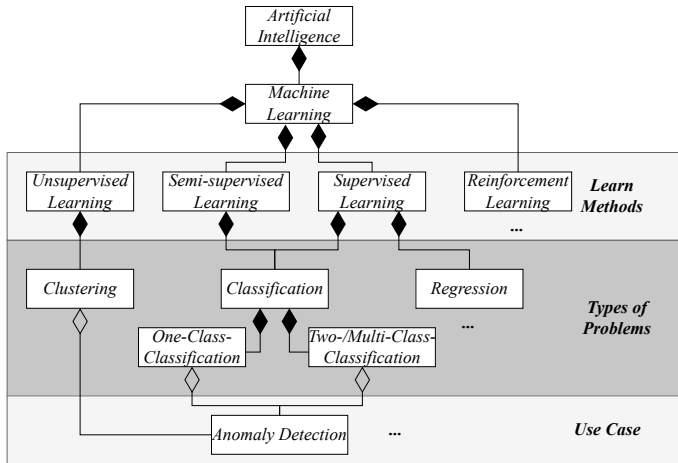 Artificial
Intelligence
Machine
Learning
Unsupervised
Learning
Semi-supervised
Learning
Supervised
Learning
Reinforcement
Learning
...
Learn
Methods
Clustering
Classification
Regression
...
Types of
Problems
One-Class-
Classification
Two-/Multi-Class-
Classification
Anomaly Detection
...
Use Case